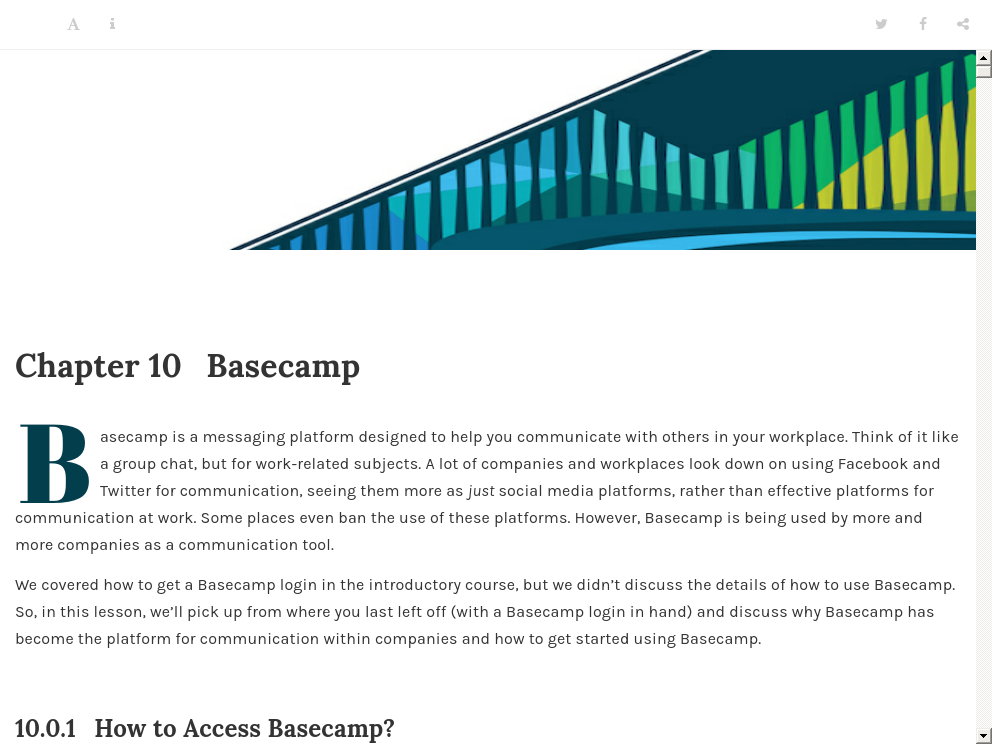 A i
Chapter 10 Basecamp
Basecamp is a messaging platform designed to help you communicate with others in your workplace. Think of it like
a group chat, but for work-related subjects. A lot of companies and workplaces look down on using Facebook and
Twitter for communication, seeing them more as just social media platforms, rather than effective platforms for
communication at work. Some places even ban the use of these platforms. However, Basecamp is being used by more and
more companies as a communication tool.
We covered how to get a Basecamp login in the introductory course, but we didn’t discuss the details of how to use Basecamp.
So, in this lesson, we’ll pick up from where you last left off (with a Basecamp login in hand) and discuss why Basecamp has
become the platform for communication within companies and how to get started using Basecamp.
10.0.1 How to Access Basecamp?